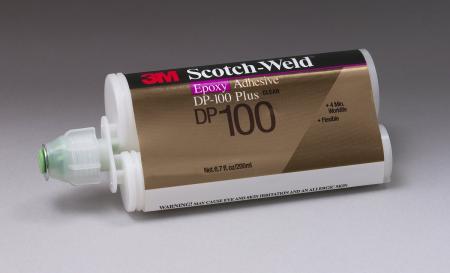 3M Scotch-Weld
Epoxy Adhesive
DP-100 Plus CLEAR
DP100
• 4 Min. Worklife
• Flexible
Net 6.7 fl. oz/200ml
WARNING! MAY CAUSE EYE AND SKIN IRRITATION AND AN ALLERGIC SKIN